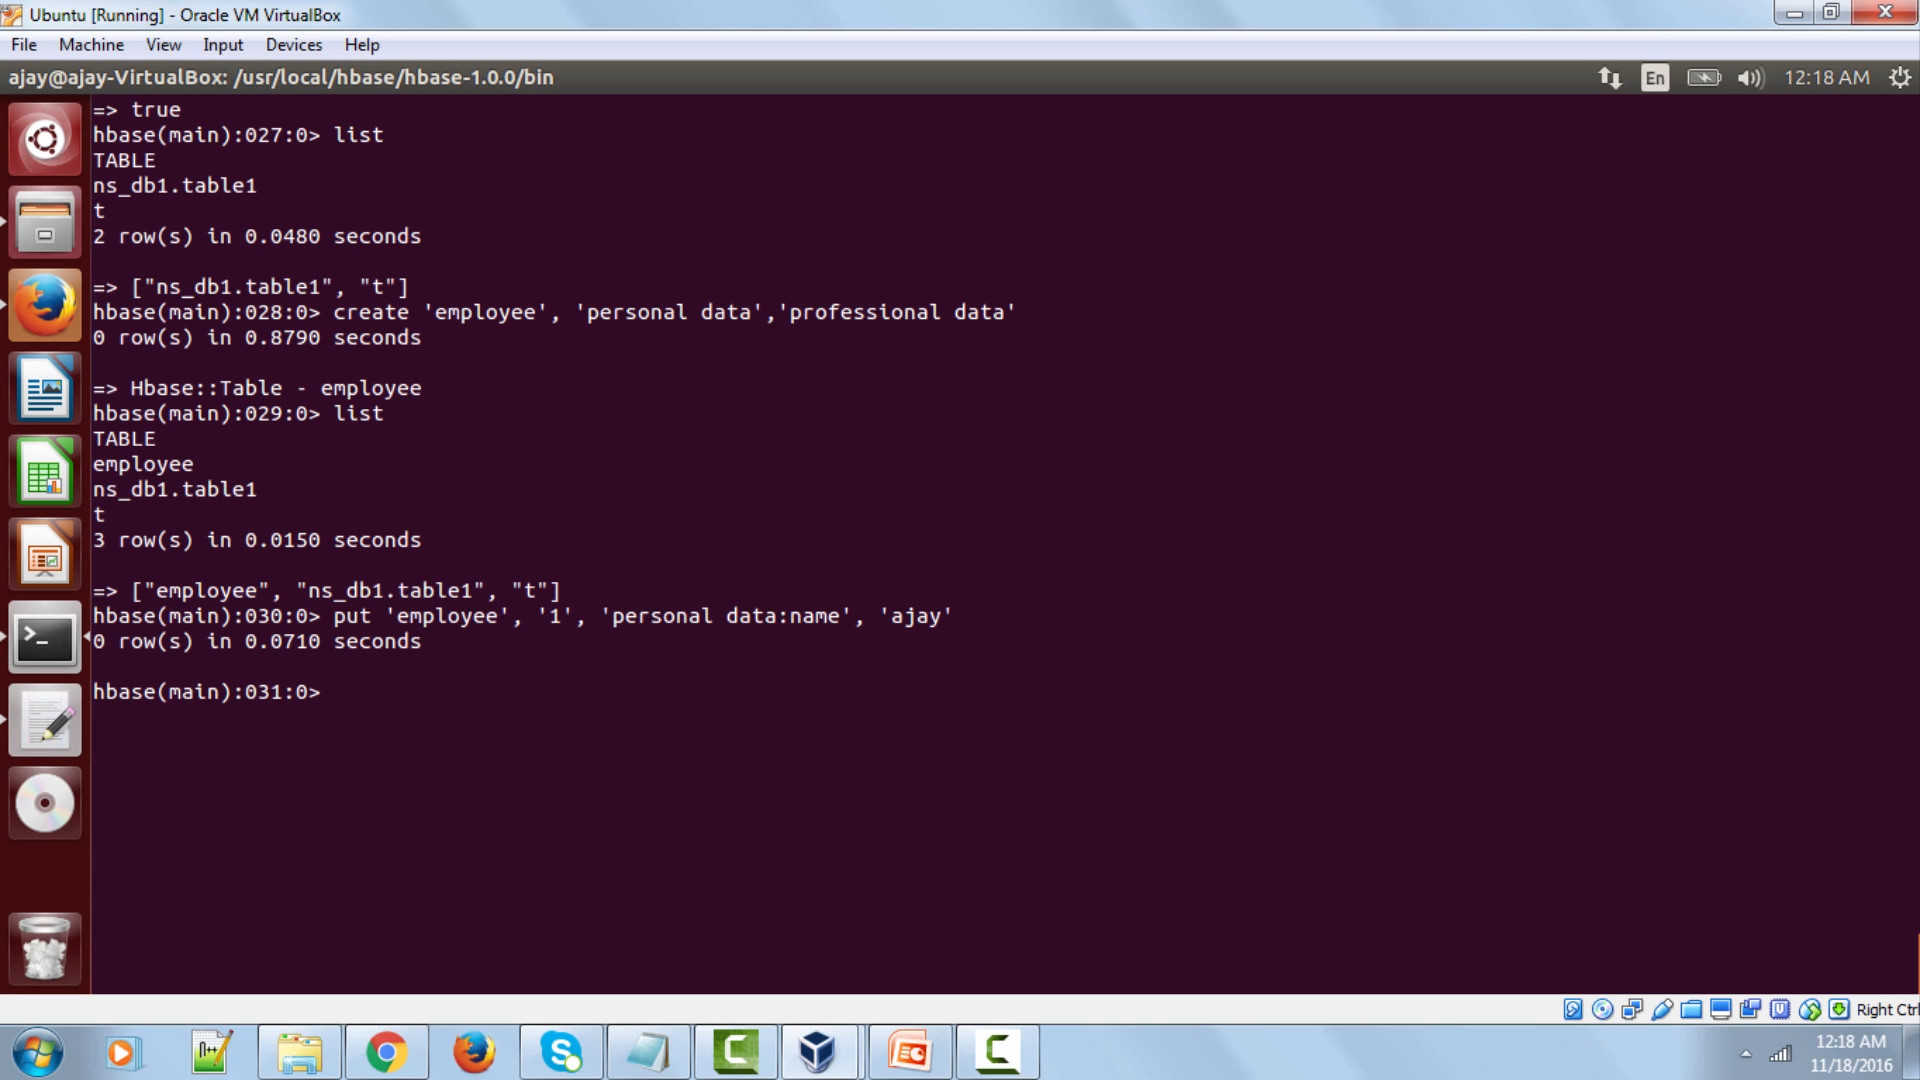 Ubuntu [Running] - Oracle VM VirtualBox
File Machine View Input Devices Help
ajay@ajay-VirtualBox: /usr/local/hbase/hbase-1.0.0/bin
En
12:18 AM
=> true
hbase(main):027:0> list
TABLE
ns_db1.table1
t
2 row(s) in 0.0480 seconds
=> ["ns_db1.table1", "t"]
hbase(main):028:0> create 'employee', 'personal data','professional data'
0 row(s) in 0.8790 seconds
=> Hbase::Table - employee
hbase(main):029:0> list
TABLE
employee
ns_db1.table1
t
3 row(s) in 0.0150 seconds
=> ["employee", "ns_db1.table1", "t"]
hbase(main):030:0> put 'employee', '1', 'personal data:name', 'ajay'
0 row(s) in 0.0710 seconds
hbase(main):031:0>
Right Ctrl
12:18 AM
11/18/2016